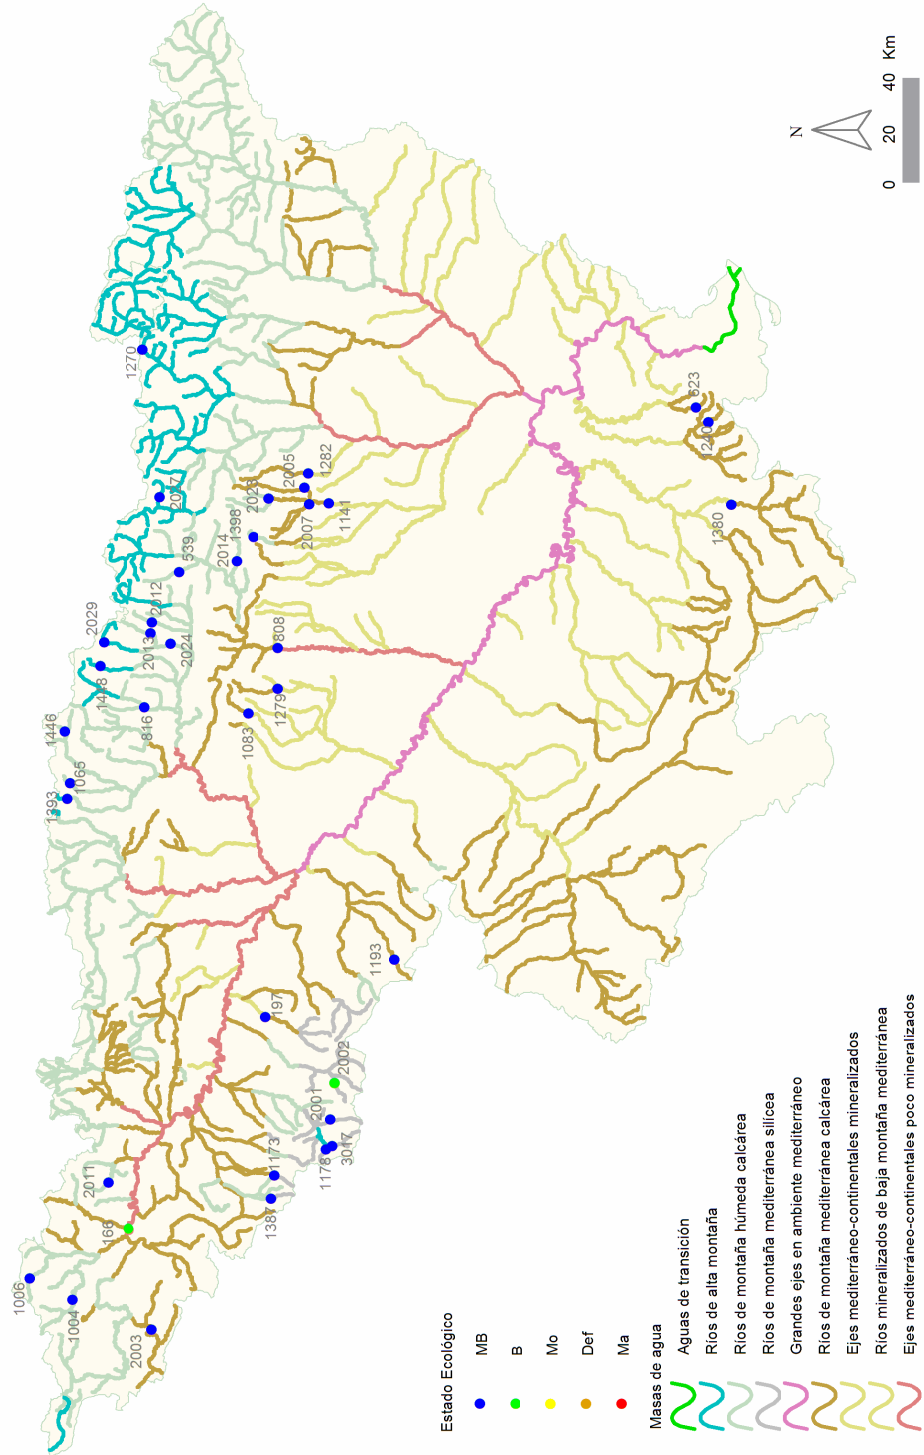 1006
1004
2003
166
2011
1387
1173
1178
3017
2001
2002
197
1193
1393
1065
1446
816
1448
2029
2013
2012
2024
539
1083
1279
808
2014
1398
2005
1282
2007
1141
1270
1380
1240
623
N
0 20 40 Km
Estado Ecológico
MB
B
Mo
Def
Ma
Masas de agua
Aguas de transición
Ríos de alta montaña
Ríos de montaña húmeda calcárea
Ríos de montaña mediterránea silícea
Grandes ejes en ambiente mediterráneo
Ríos de montaña mediterránea calcárea
Ejes mediterráneo-continentales mineralizados
Ríos mineralizados de baja montaña mediterránea
Ejes mediterráneo-continentales poco mineralizados